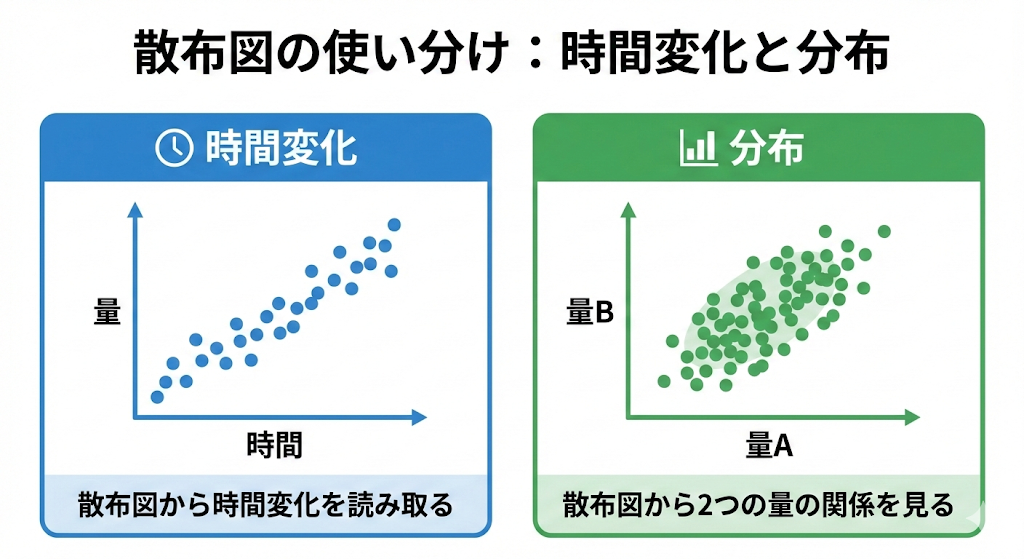 散布図の使い分け：時間変化と分布
時間変化
量
時間
散布図から時間変化を読み取る
分布
量B
量A
散布図から2つの量の関係を見る